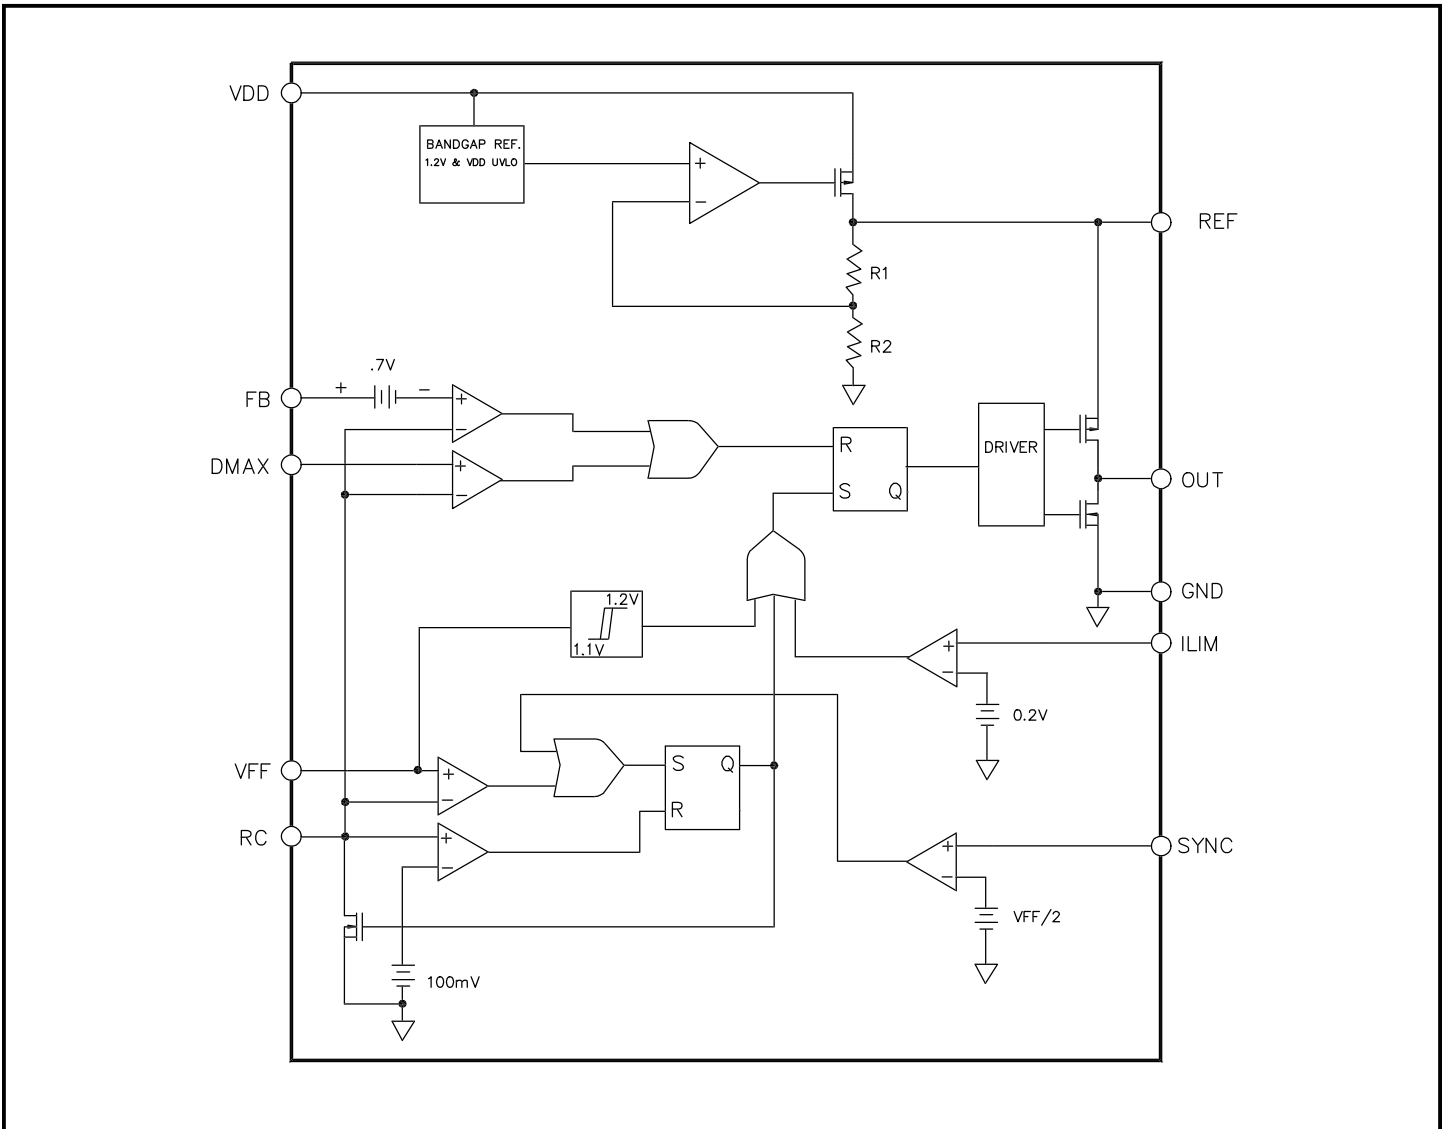 VDD
BANDGAP REF.
1.2V & VDD UVLO
+
−
REF
R1
R2
.7V
+
−
FB
+
−
DMAX
+
−
R
S
Q
DRIVER
OUT
GND
1.2V
1.1V
ILIM
+
−
0.2V
VFF
+
−
S
Q
R
RC
+
−
SYNC
+
−
VFF/2
100mV